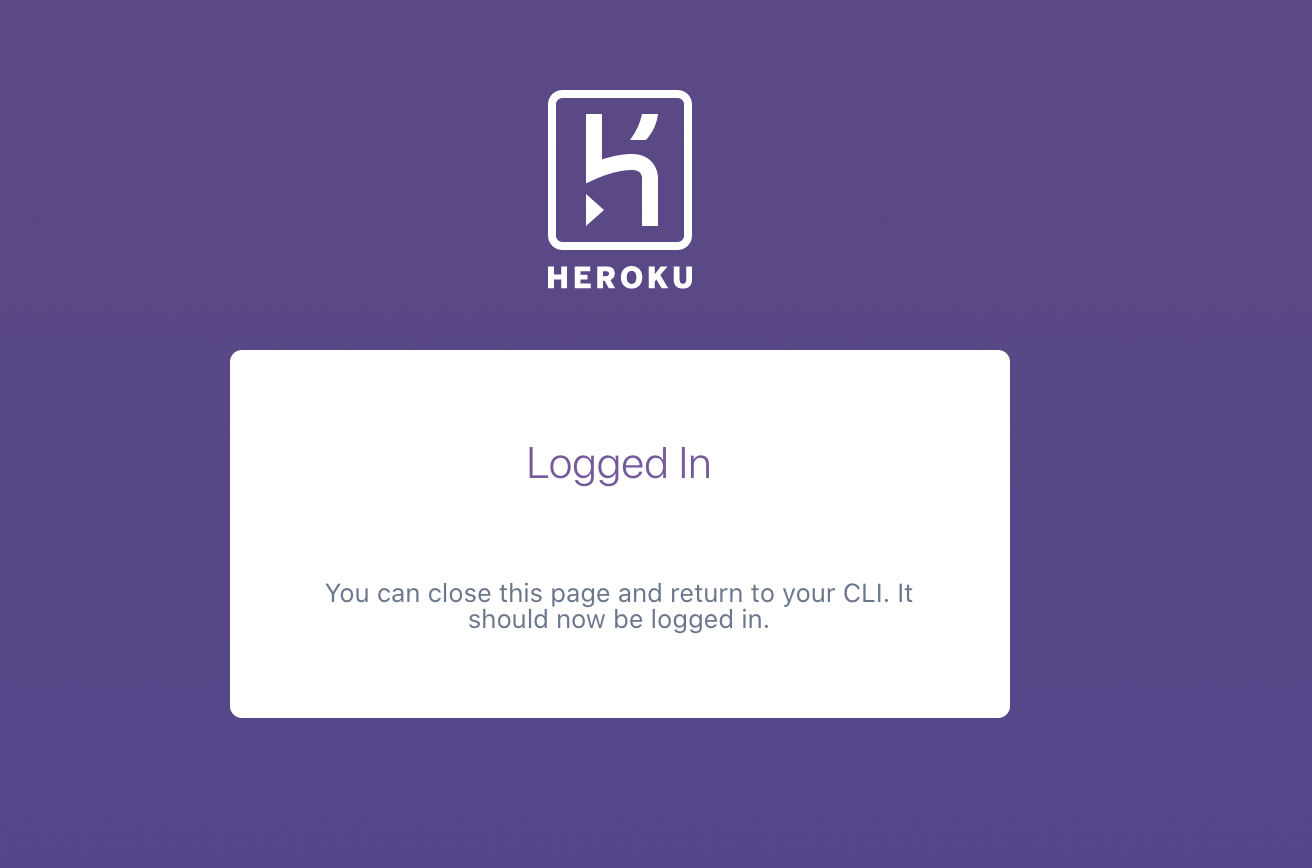 HEROKU
Logged In
You can close this page and return to your CLI. It
should now be logged in.